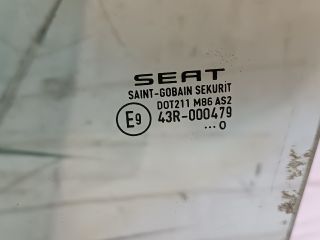 SEAT
SAINT-GOBAIN SEKURIT
DOT211 M86 AS2
E9 43R-000479
...0